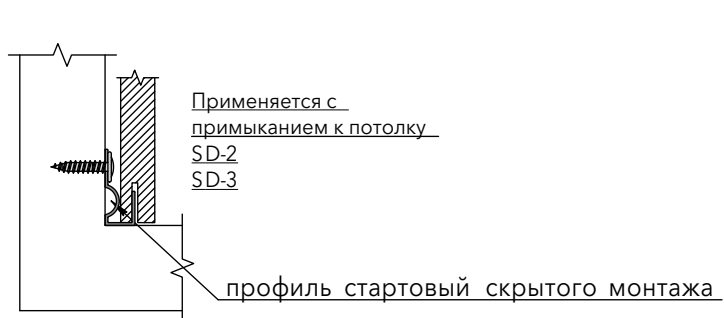 Применяется с
примыканием к потолку
SD-2
SD-3
профиль стартовый скрытого монтажа